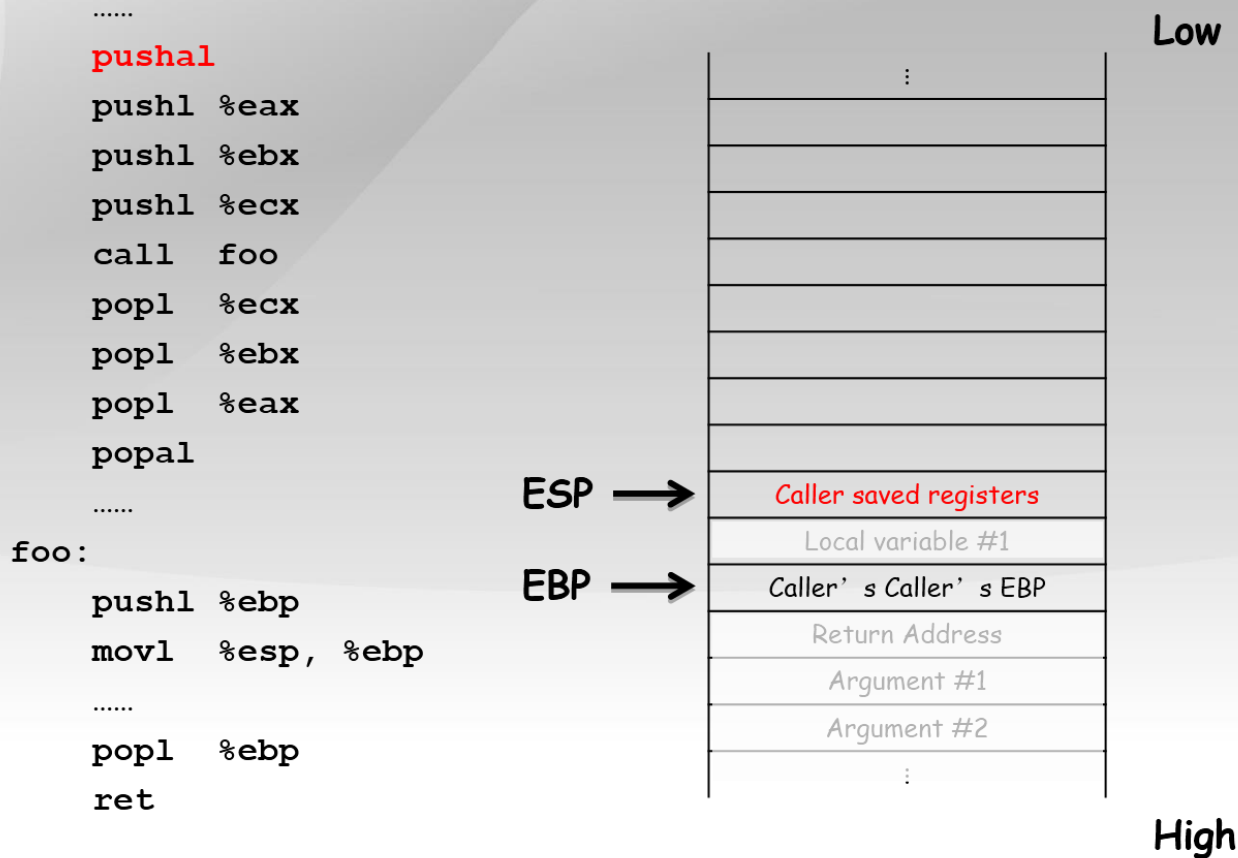 ……
pushal
pushl %eax
pushl %ebx
pushl %ecx
call foo
popl %ecx
popl %ebx
popl %eax
popal
……
foo:
pushl %ebp
movl %esp, %ebp
……
popl %ebp
ret
Low
⋮
ESP
Caller saved registers
Local variable #1
EBP
Caller’s Caller’s EBP
Return Address
Argument #1
Argument #2
⋮
High